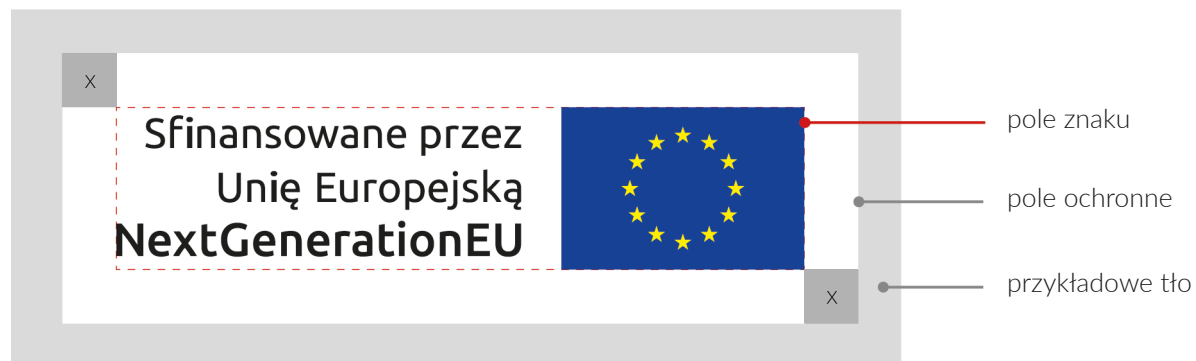 X
Sfinansowane przez
Unię Europejską
NextGenerationEU
pole znaku
pole ochronne
przykładowe tło
X